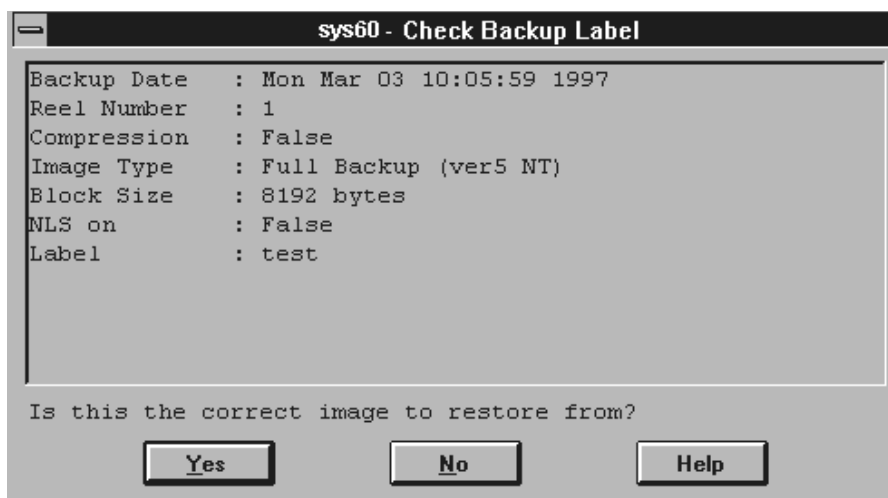 sys60 - Check Backup Label
Backup Date : Mon Mar 03 10:05:59 1997
Reel Number : 1
Compression : False
Image Type : Full Backup (ver5 NT)
Block Size : 8192 bytes
NLS on : False
Label : test
Is this the correct image to restore from?
Yes No Help